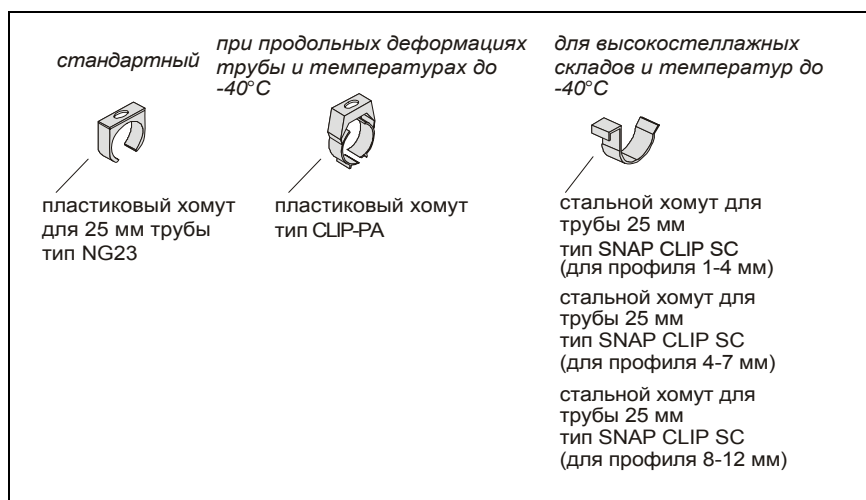 стандартный
при продольных деформациях
трубы и температурах до
-40°С
для высокостеллажных
складов и температур до
-40°С
пластиковый хомут
для 25 мм трубы
тип NG23
пластиковый хомут
тип CLIP-PA
стальной хомут для
трубы 25 мм
тип SNAP CLIP SC
(для профиля 1-4 мм)
стальной хомут для
трубы 25 мм
тип SNAP CLIP SC
(для профиля 4-7 мм)
стальной хомут для
трубы 25 мм
тип SNAP CLIP SC
(для профиля 8-12 мм)